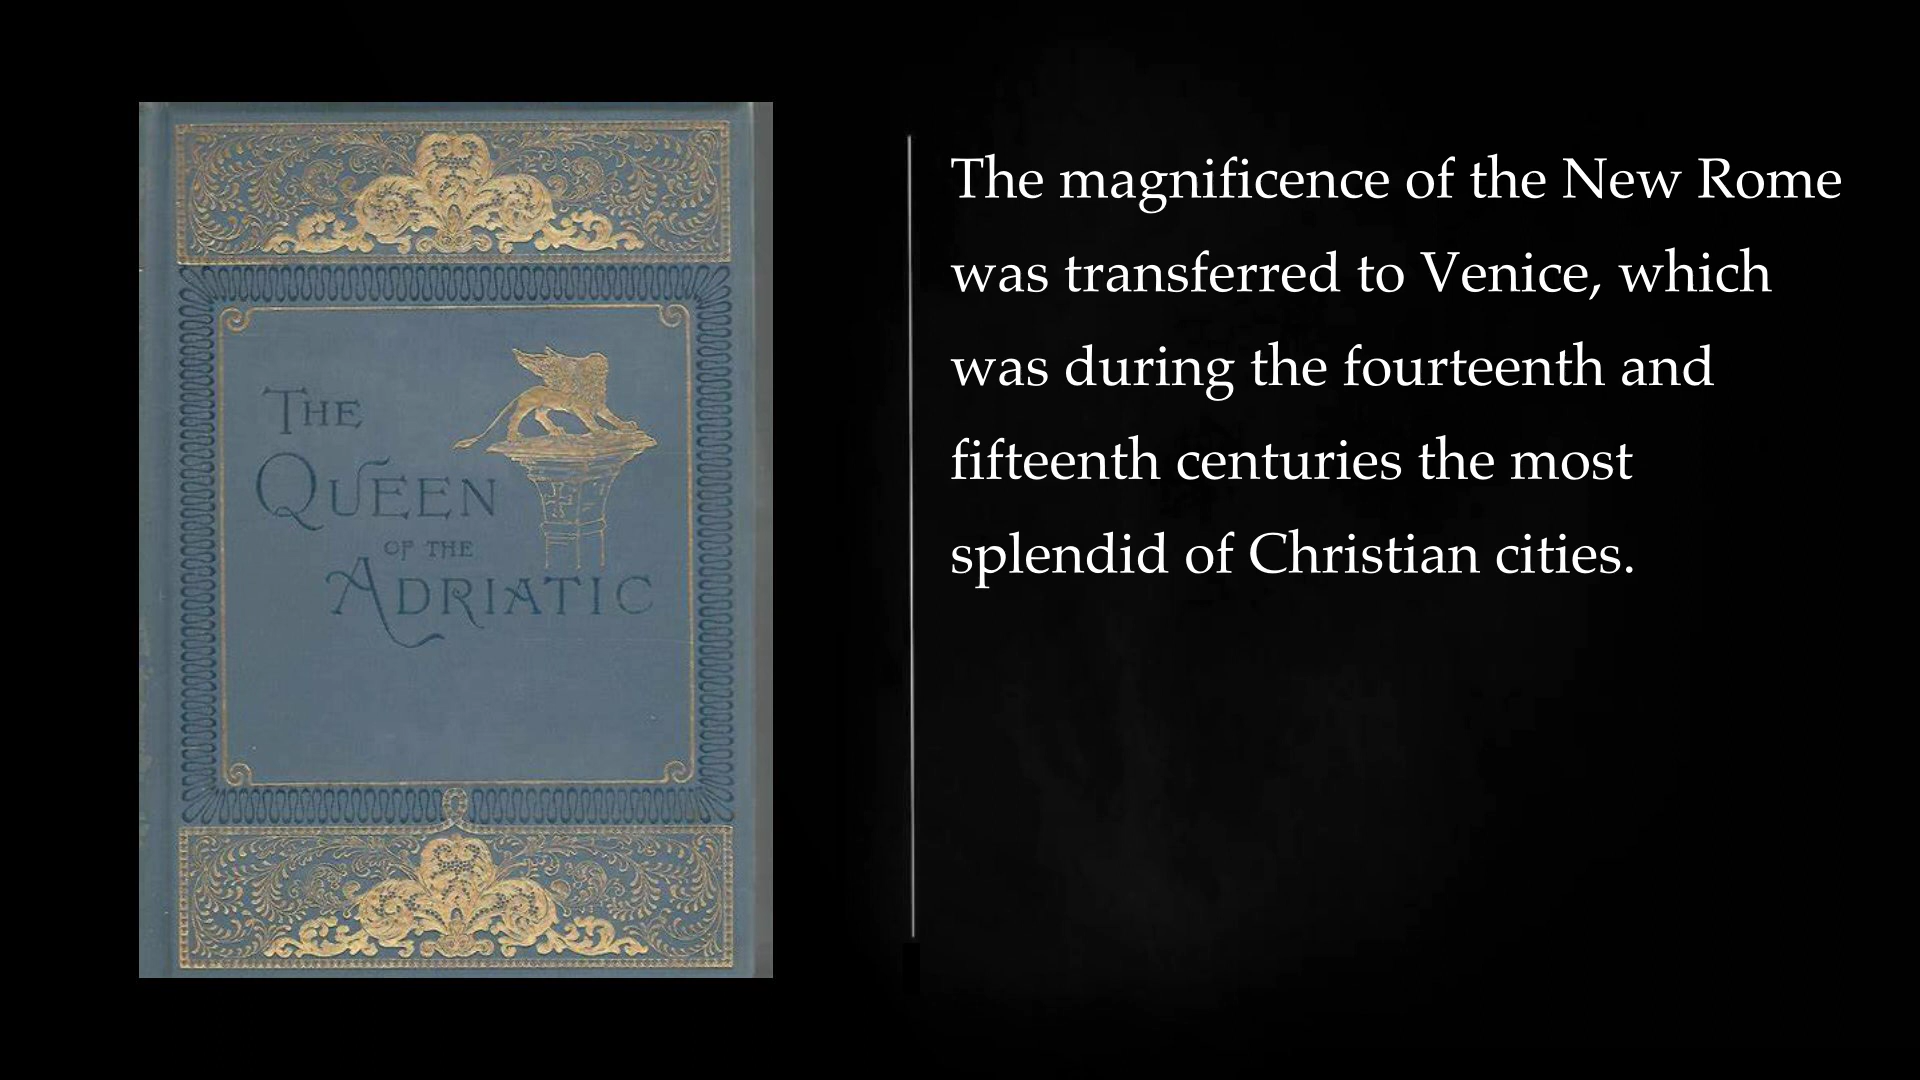 THE
QUEEN
OF THE
ADRIATIC
The magnificence of the New Rome
was transferred to Venice, which
was during the fourteenth and
fifteenth centuries the most
splendid of Christian cities.